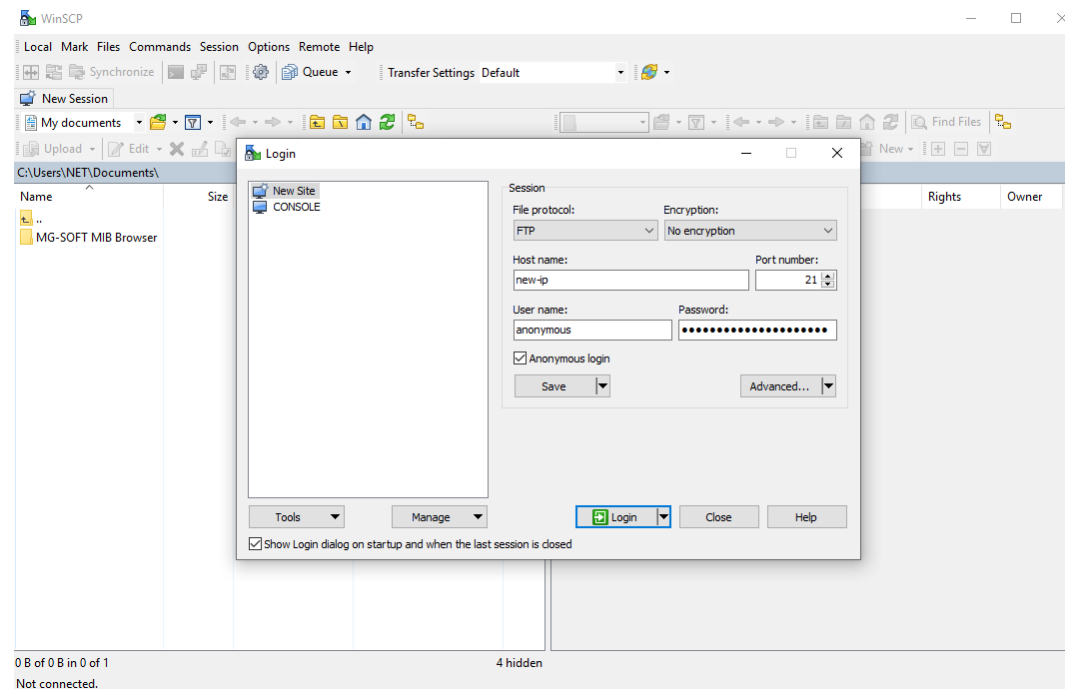 WinSCP
Local Mark Files Commands Session Options Remote Help
Synchronize Queue Transfer Settings Default
New Session
My documents Find Files
Upload Edit New
C:\Users\NET\Documents\
Name Size Rights Owner
..
MG-SOFT MIB Browser
Login
New Site
CONSOLE
Session
File protocol: Encryption:
FTP No encryption
Host name: Port number:
new-ip 21
User name: Password:
anonymous •••••••••••••••••••••
Anonymous login
Save Advanced...
Tools Manage Login Close Help
Show Login dialog on startup and when the last session is closed
0 B of 0 B in 0 of 1 4 hidden
Not connected.